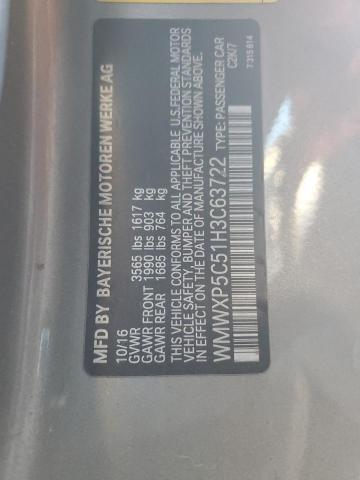 MFD BY BAYERISCHE MOTOREN WERKE AG
10/16
GVWR 3565 lbs 1617 kg
GAWR FRONT 1990 lbs 903 kg
GAWR REAR 1685 lbs 764 kg
THIS VEHICLE CONFORMS TO ALL APPLICABLE U.S.FEDERAL MOTOR
VEHICLE SAFETY, BUMPER AND THEFT PREVENTION STANDARDS
IN EFFECT ON THE DATE OF MANUFACTURE SHOWN ABOVE.
WMWXP5C51H3C63722 TYPE: PASSENGER CAR
C2K/7
7315614